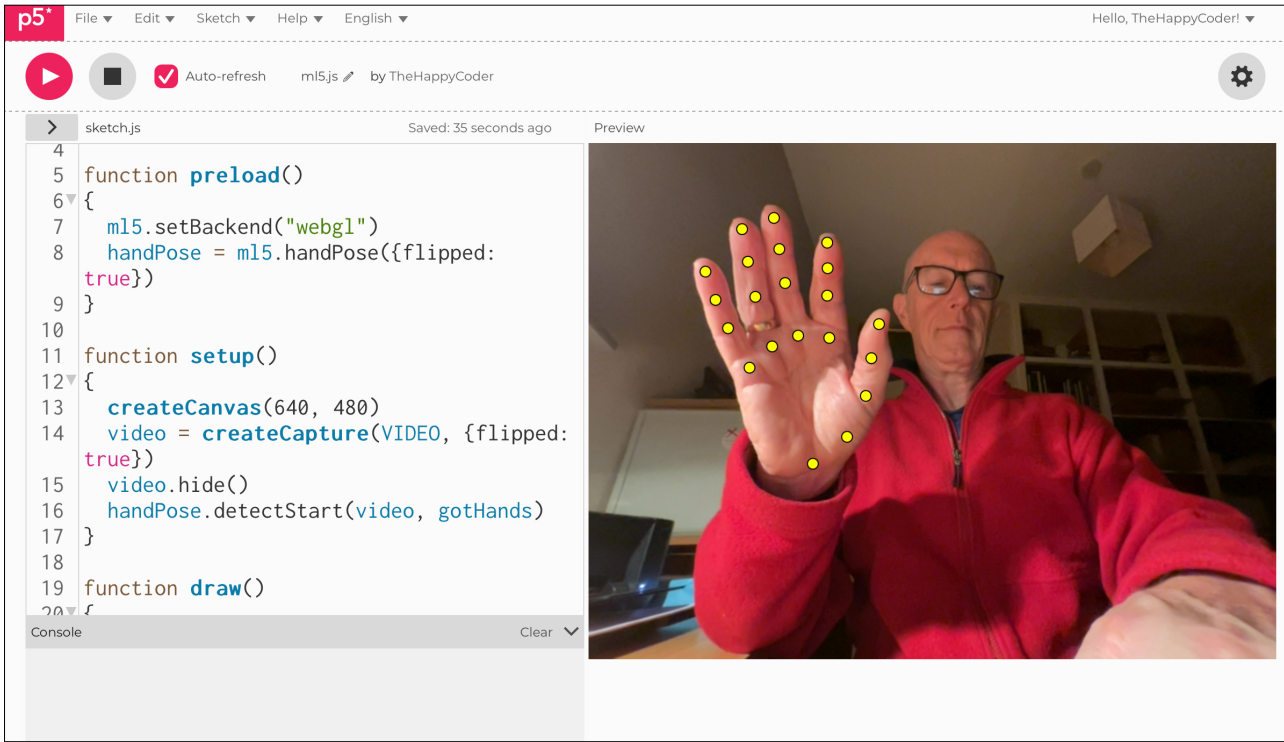 p5* File Edit Sketch Help English Hello, TheHappyCoder!
Auto-refresh ml5.js by TheHappyCoder
sketch.js Saved: 35 seconds ago Preview
4
5 function preload()
6 {
7 ml5.setBackend("webgl")
8 handPose = ml5.handPose({flipped:
true})
9 }
10
11 function setup()
12 {
13 createCanvas(640, 480)
14 video = createCapture(VIDEO, {flipped:
true})
15 video.hide()
16 handPose.detectStart(video, gotHands)
17 }
18
19 function draw()
20 {
Console Clear